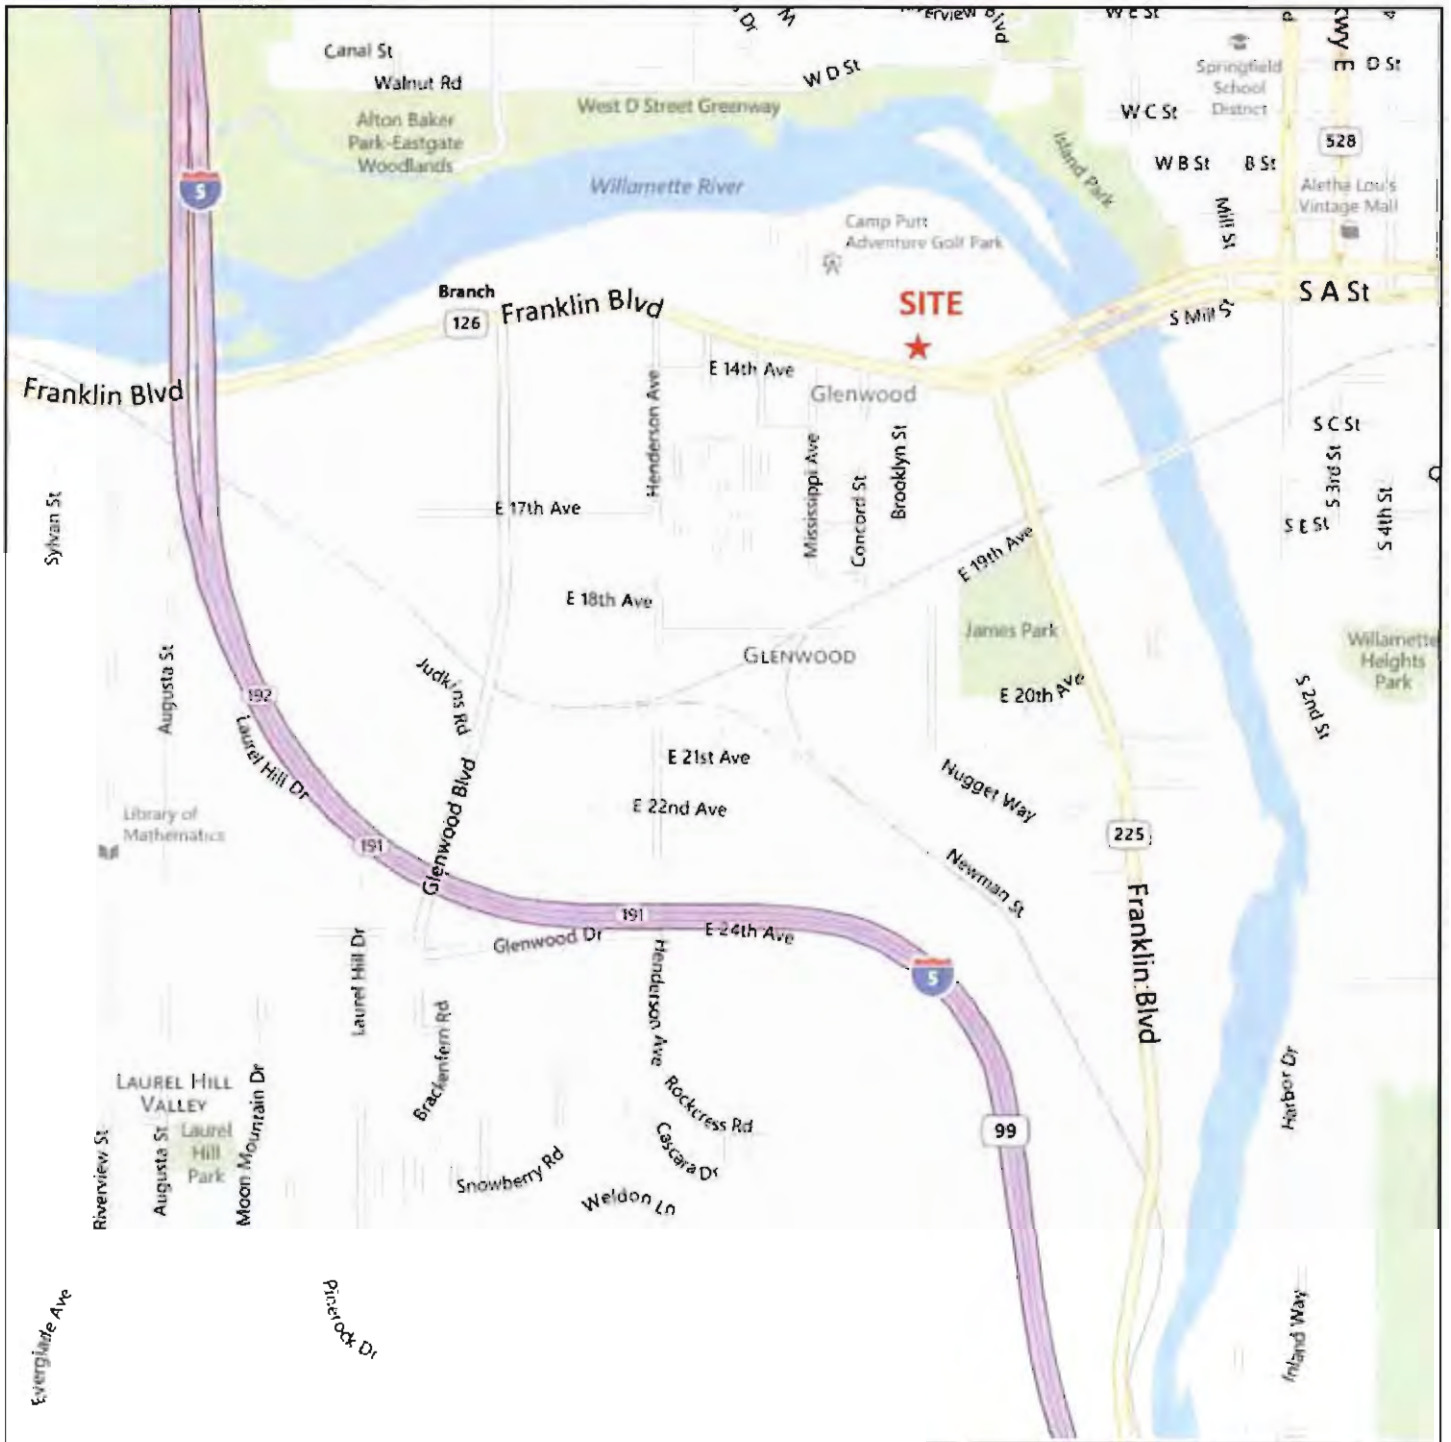 Canal St
Walnut Rd
W D St
W E St
D St
Springfield
School
District
West D Street Greenway
Alton Baker
Park-Eastgate
Woodlands
W C St
528
Island Park
W B St
B St
5
Willamette River
Aletha Lou's
Vintage Mall
Mill St
Camp Putt
Adventure Golf Park
Branch
126
Franklin Blvd
SITE
S A St
S Mill St
E 14th Ave
Franklin Blvd
Glenwood
Henderson Ave
S C St
Mississippi Ave
Concord St
Brooklyn St
S 3rd St
S 4th St
Sylvan St
E 17th Ave
S E St
E 19th Ave
E 18th Ave
James Park
GLENWOOD
Willamette
Heights
Park
Augusta St
Judkins Rd
192
E 20th Ave
S 2nd St
Laurel Hill Dr
E 21st Ave
Nugget Way
E 22nd Ave
Glenwood Blvd
Library of
Mathematics
191
225
Newman St
191
E 24th Ave
Glenwood Dr
Franklin Blvd
Laurel Hill Dr
5
Henderson Ave
Brackenfern Rd
Harbor Dr
LAUREL HILL
VALLEY
Moon Mountain Dr
Rockcress Rd
99
Riverview St
Augusta St
Laurel
Hill
Park
Cascara Dr
Snowberry Rd
Weldon Ln
Everglade Ave
Pinerock Dr
Inland Way